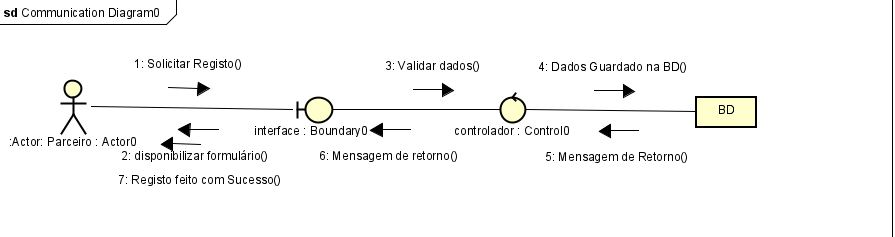 sd Communication Diagram0
1: Solicitar Registo()
3: Validar dados()
4: Dados Guardado na BD()
BD
:Actor: Parceiro : Actor0
interface : Boundary0
controlador : Control0
2: disponibilizar formulário()
6: Mensagem de retorno()
5: Mensagem de Retorno()
7: Registo feito com Sucesso()